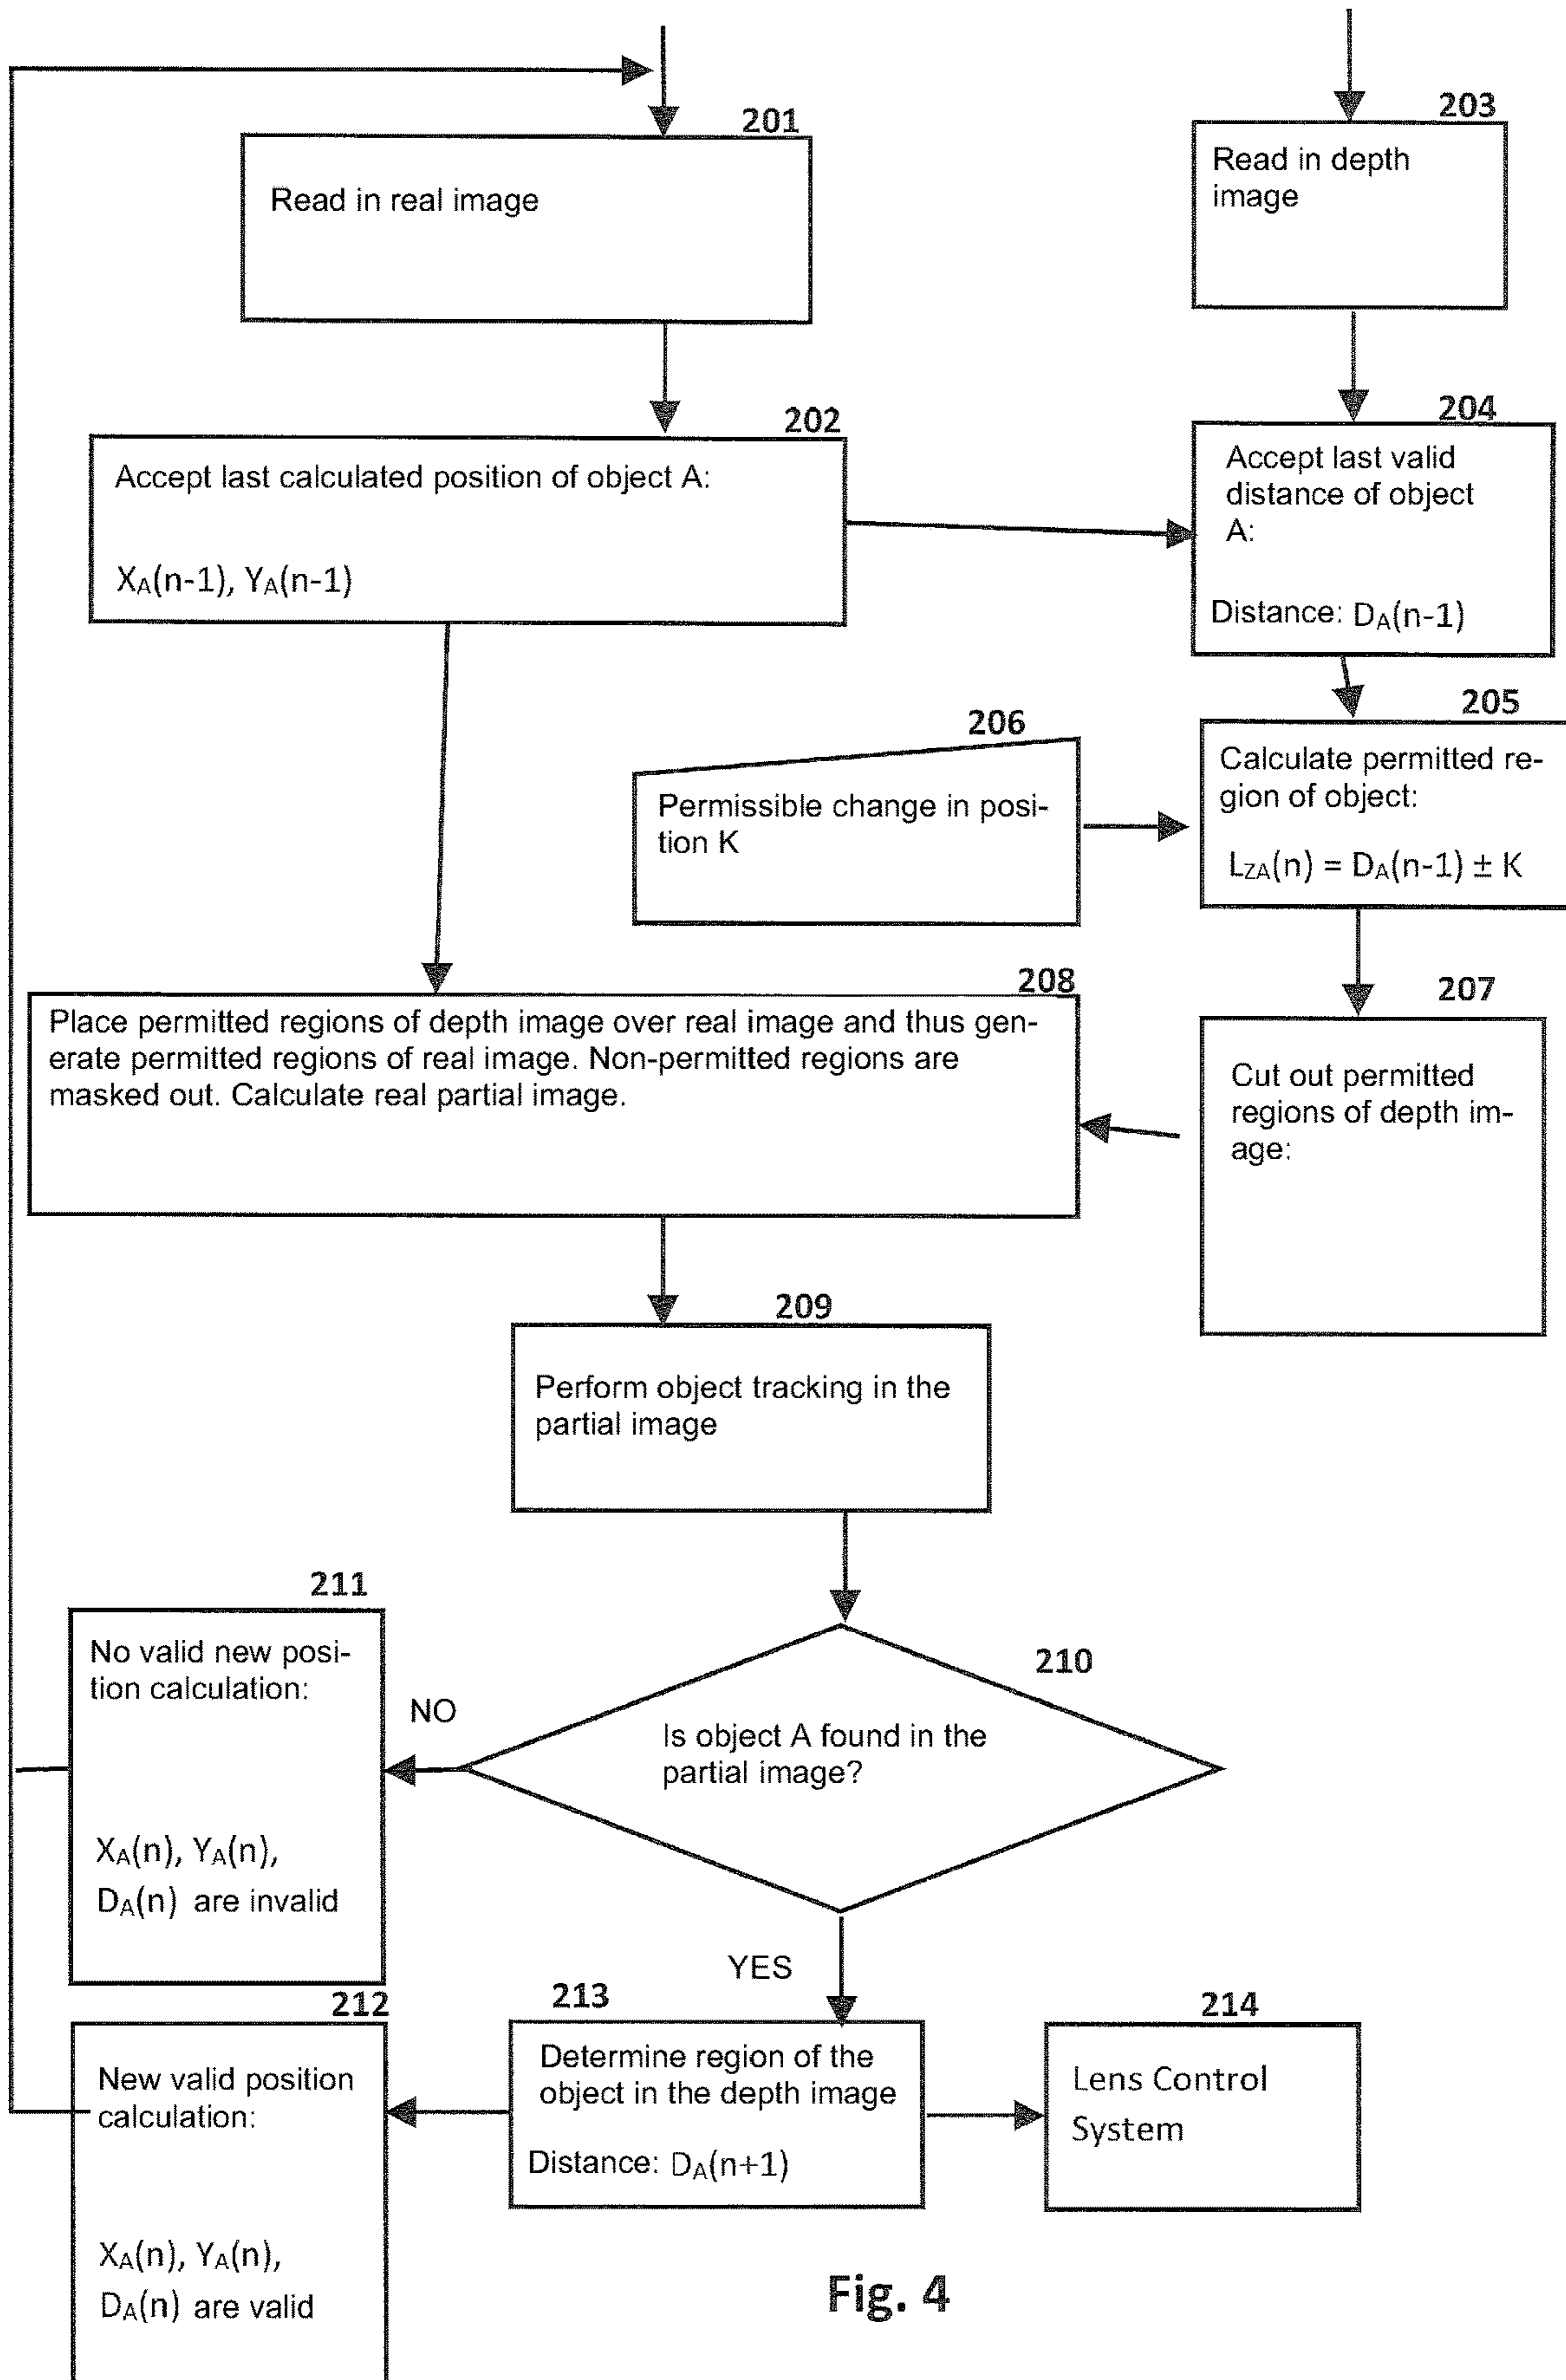 201
Read in real image
203
Read in depth
image
202
Accept last calculated position of object A:
XA(n-1), YA(n-1)
204
Accept last valid
distance of object
A:
Distance: DA(n-1)
206
Permissible change in posi-
tion K
205
Calculate permitted re-
gion of object:
LZA(n) = DA(n-1) ± K
208
Place permitted regions of depth image over real image and thus gen-
erate permitted regions of real image. Non-permitted regions are
masked out. Calculate real partial image.
207
Cut out permitted
regions of depth im-
age:
209
Perform object tracking in the
partial image
210
Is object A found in the
partial image?
NO
211
No valid new posi-
tion calculation:
XA(n), YA(n),
DA(n) are invalid
YES
212
New valid position
calculation:
XA(n), YA(n),
DA(n) are valid
213
Determine region of the
object in the depth image
Distance: DA(n+1)
214
Lens Control
System
Fig. 4